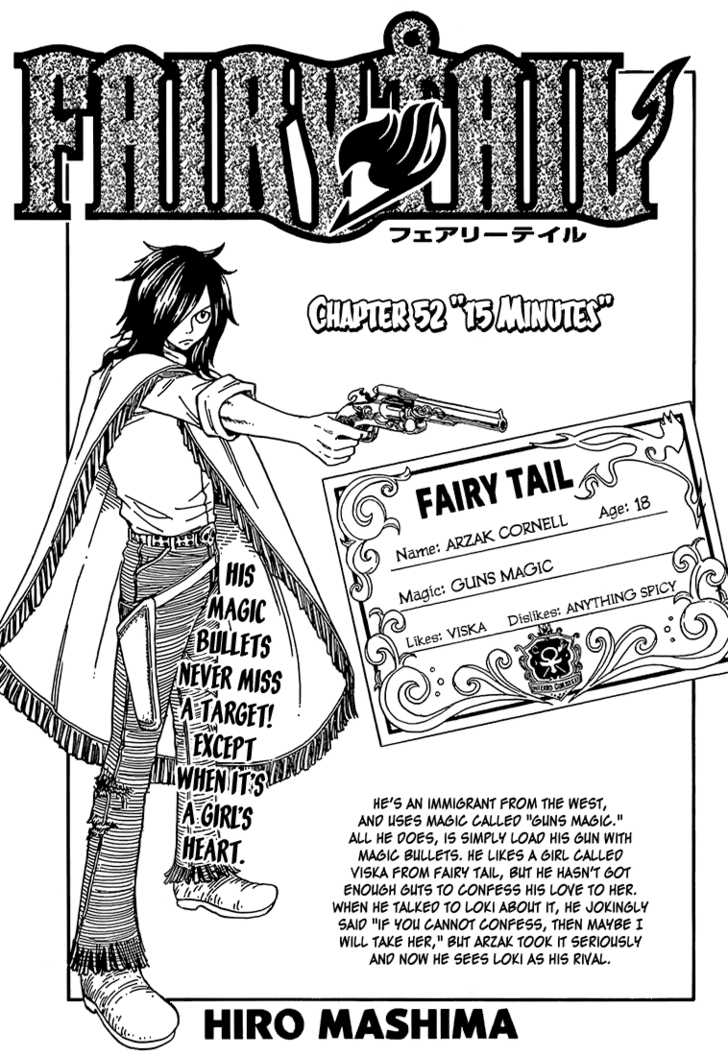 FAIRY TAIL
フェアリーテイル
CHAPTER 52 "15 MINUTES"
FAIRY TAIL
Name: ARZAK CORNELL Age: 18
Magic: GUNS MAGIC
Likes: VISKA Dislikes: ANYTHING SPICY
HIS
MAGIC
BULLETS
NEVER MISS
A TARGET!
EXCEPT
WHEN IT'S
A GIRL'S
HEART.
HE'S AN IMMIGRANT FROM THE WEST,
AND USES MAGIC CALLED "GUNS MAGIC."
ALL HE DOES, IS SIMPLY LOAD HIS GUN WITH
MAGIC BULLETS. HE LIKES A GIRL CALLED
VISKA FROM FAIRY TAIL, BUT HE HASN'T GOT
ENOUGH GUTS TO CONFESS HIS LOVE TO HER.
WHEN HE TALKED TO LOKI ABOUT IT, HE JOKINGLY
SAID "IF YOU CANNOT CONFESS, THEN MAYBE I
WILL TAKE HER," BUT ARZAK TOOK IT SERIOUSLY
AND NOW HE SEES LOKI AS HIS RIVAL.
HIRO MASHIMA